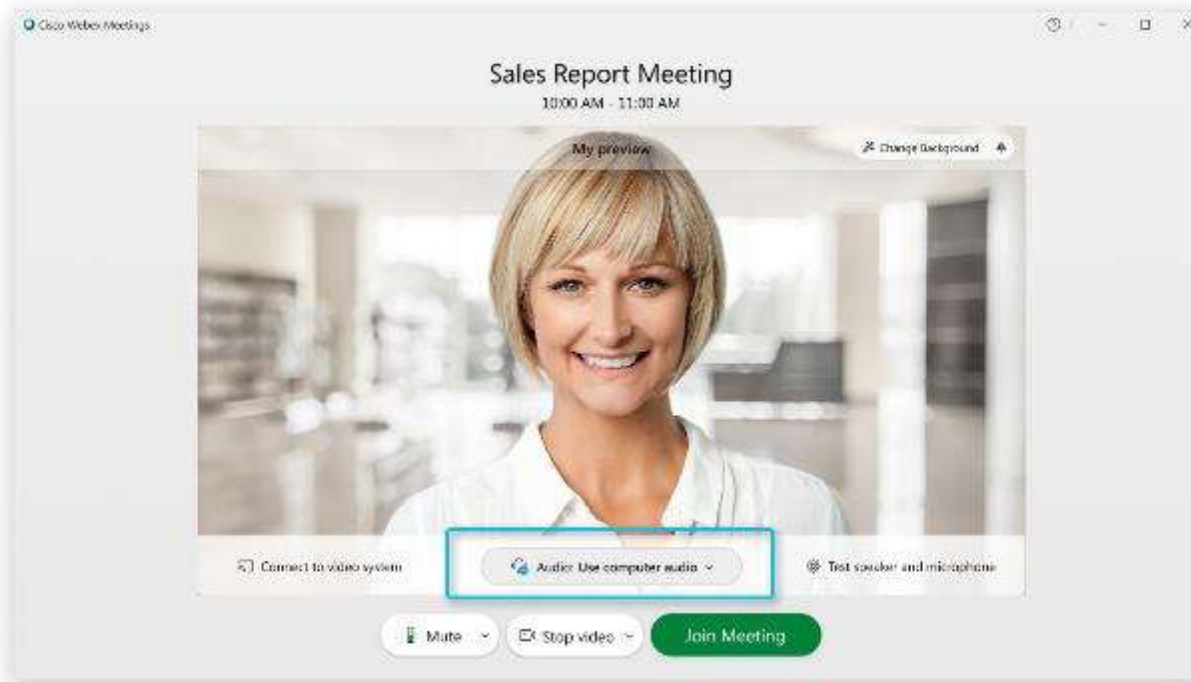 Cisco Webex Meetings
Sales Report Meeting
10:00 AM - 11:00 AM
My preview
Change Background
Connect to video system
Audio: Use computer audio
Test speaker and microphone
Mute
Stop video
Join Meeting